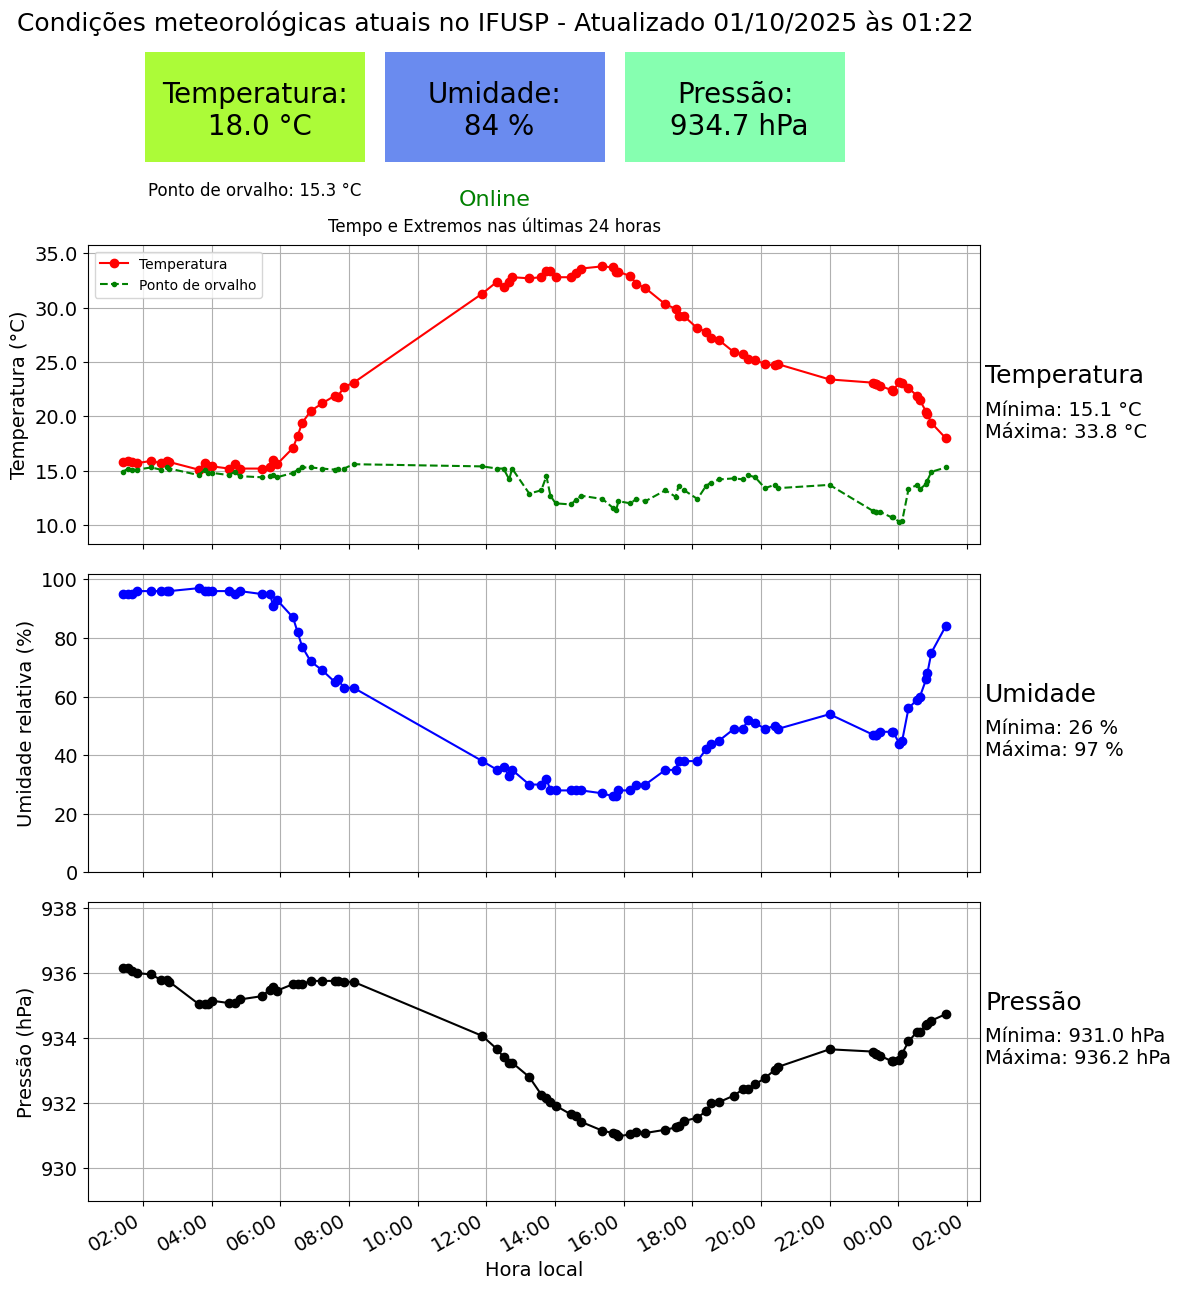 Condições meteorológicas atuais no IFUSP - Atualizado 01/10/2025 às 01:22
Temperatura:
18.0 °C
Umidade:
84 %
Pressão:
934.7 hPa
Ponto de orvalho: 15.3 °C
Online
Tempo e Extremos nas últimas 24 horas
Temperatura (°C)
35.0
30.0
25.0
20.0
15.0
10.0
Temperatura
Ponto de orvalho
Temperatura
Mínima: 15.1 °C
Máxima: 33.8 °C
Umidade relativa (%)
100
80
60
40
20
0
Umidade
Mínima: 26 %
Máxima: 97 %
Pressão (hPa)
938
936
934
932
930
Pressão
Mínima: 931.0 hPa
Máxima: 936.2 hPa
02:00 04:00 06:00 08:00 10:00 12:00 14:00 16:00 18:00 20:00 22:00 00:00 02:00
Hora local